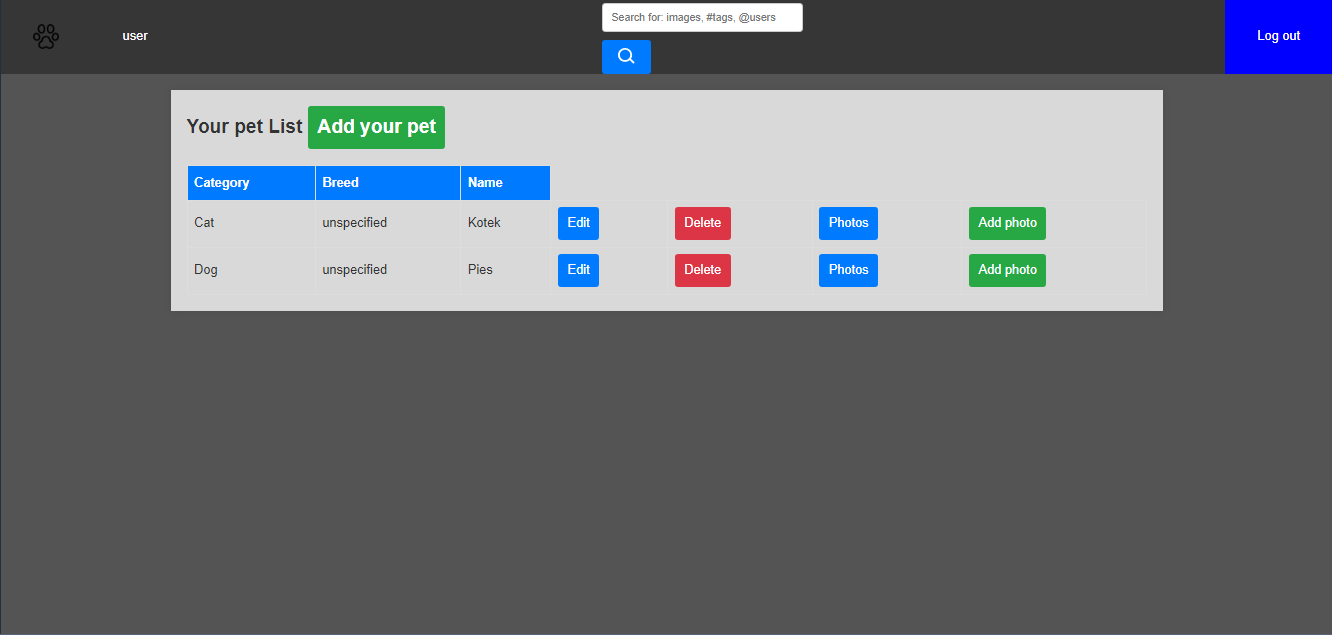 user
Search for: images, #tags, @users
Log out
Your pet List Add your pet
Category Breed Name
Cat unspecified Kotek Edit Delete Photos Add photo
Dog unspecified Pies Edit Delete Photos Add photo